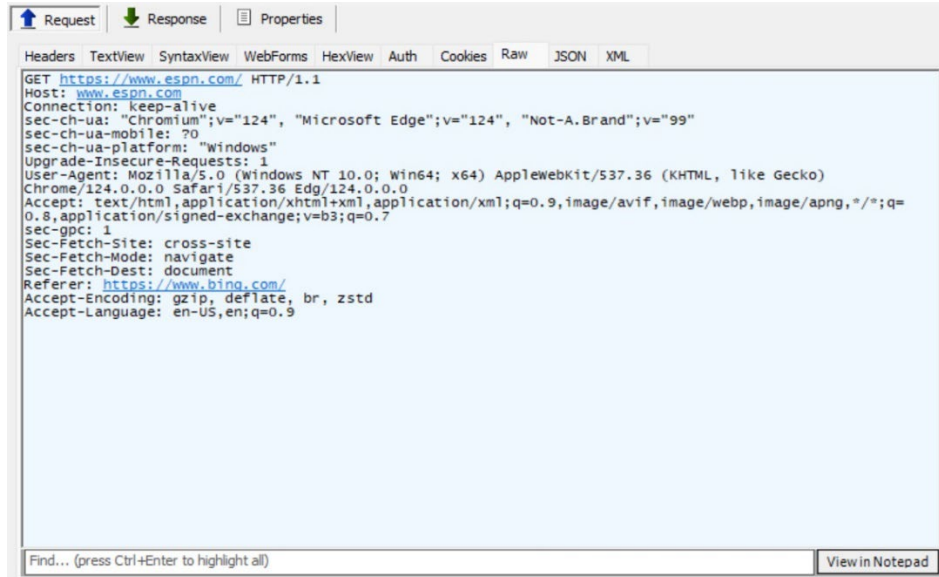 Request Response Properties
Headers TextView SyntaxView WebForms HexView Auth Cookies Raw JSON XML
GET https://www.espn.com/ HTTP/1.1
Host: www.espn.com
Connection: keep-alive
sec-ch-ua: "Chromium";v="124", "Microsoft Edge";v="124", "Not-A.Brand";v="99"
sec-ch-ua-mobile: ?0
sec-ch-ua-platform: "Windows"
Upgrade-Insecure-Requests: 1
User-Agent: Mozilla/5.0 (Windows NT 10.0; Win64; x64) AppleWebKit/537.36 (KHTML, like Gecko)
Chrome/124.0.0.0 Safari/537.36 Edg/124.0.0.0
Accept: text/html,application/xhtml+xml,application/xml;q=0.9,image/avif,image/webp,image/apng,*/*;q=
0.8,application/signed-exchange;v=b3;q=0.7
sec-gpc: 1
Sec-Fetch-Site: cross-site
Sec-Fetch-Mode: navigate
Sec-Fetch-Dest: document
Referer: https://www.bing.com/
Accept-Encoding: gzip, deflate, br, zstd
Accept-Language: en-US,en;q=0.9
Find... (press Ctrl+Enter to highlight all) View in Notepad